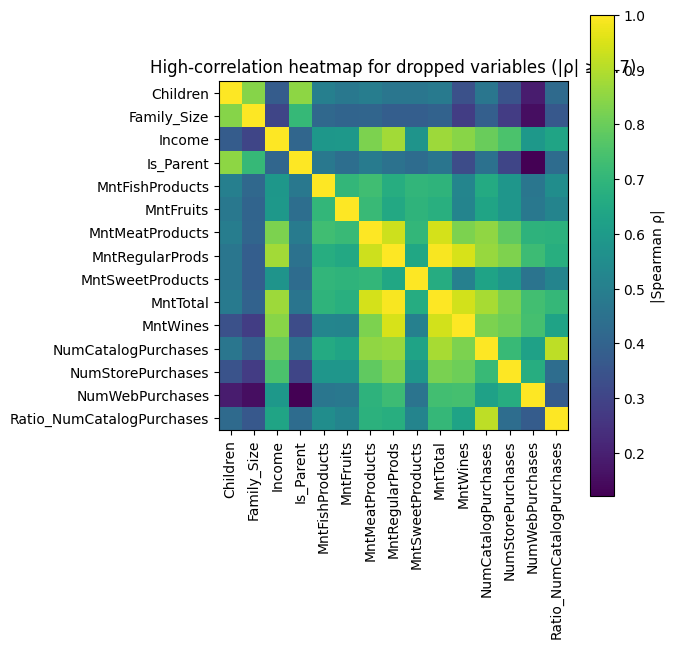 High-correlation heatmap for dropped variables (|ρ| ≥ 0.7)
Children
Family_Size
Income
Is_Parent
MntFishProducts
MntFruits
MntMeatProducts
MntRegularProds
MntSweetProducts
MntTotal
MntWines
NumCatalogPurchases
NumStorePurchases
NumWebPurchases
Ratio_NumCatalogPurchases
Children
Family_Size
Income
Is_Parent
MntFishProducts
MntFruits
MntMeatProducts
MntRegularProds
MntSweetProducts
MntTotal
MntWines
NumCatalogPurchases
NumStorePurchases
NumWebPurchases
Ratio_NumCatalogPurchases
1.0
0.9
0.8
0.7
0.6
0.5
0.4
0.3
0.2
|Spearman ρ|